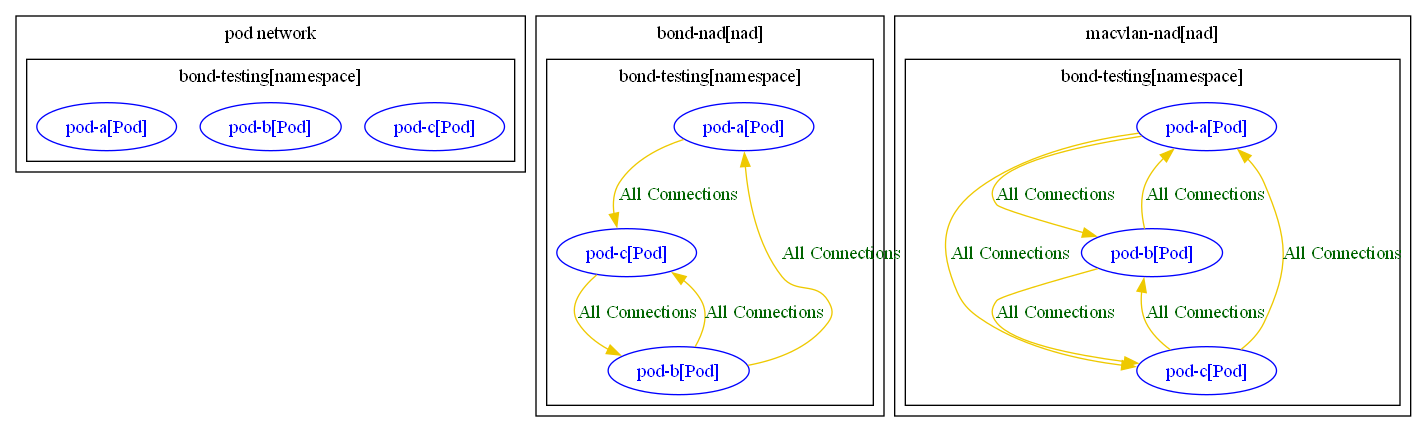 pod network
bond-testing[namespace]
pod-a[Pod]
pod-b[Pod]
pod-c[Pod]
bond-nad[nad]
bond-testing[namespace]
pod-a[Pod]
All Connections
pod-c[Pod]
All Connections
All Connections
All Connections
pod-b[Pod]
macvlan-nad[nad]
bond-testing[namespace]
pod-a[Pod]
All Connections
All Connections
All Connections
pod-b[Pod]
All Connections
All Connections
All Connections
pod-c[Pod]